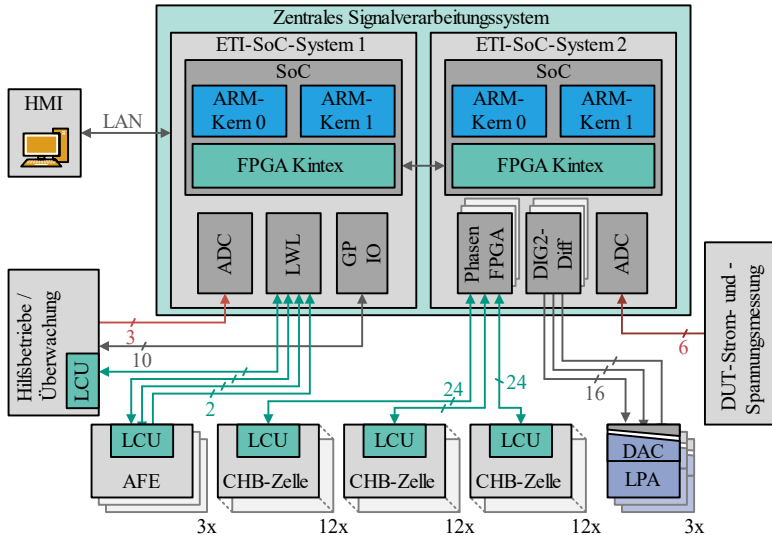 Zentrales Signalverarbeitungssystem
ETI-SoC-System 1
ETI-SoC-System 2
SoC
SoC
ARM-
Kern 0
ARM-
Kern 1
ARM-
Kern 0
ARM-
Kern 1
HMI
LAN
FPGA Kintex
FPGA Kintex
ADC
LWL
GP
IO
Phasen
FPGA
DIG2-
Diff
ADC
Hilfsbetriebe /
Überwachung
LCU
3
10
2
24
24
16
6
DUT-Strom- und -
Spannungsmessung
LCU
AFE
3x
LCU
CHB-Zelle
12x
LCU
CHB-Zelle
12x
LCU
CHB-Zelle
12x
DAC
LPA
3x